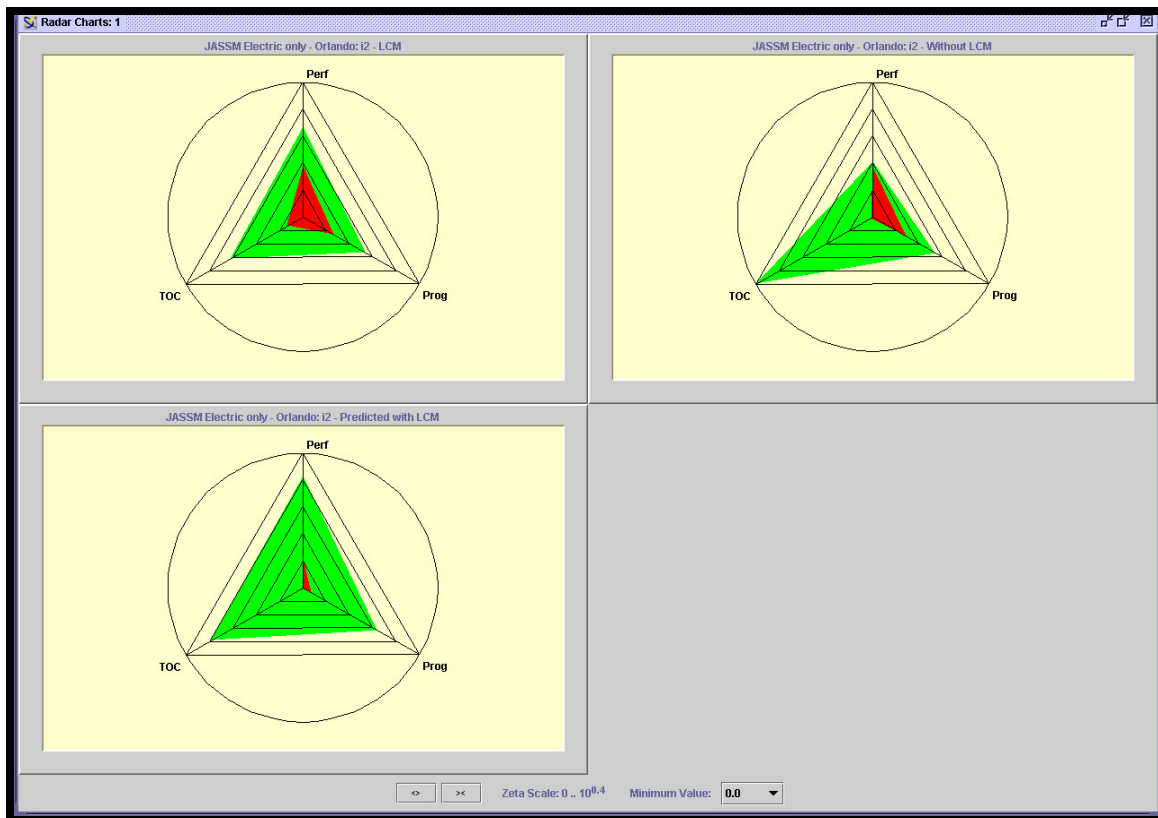 Radar Charts: 1
JASSM Electric only - Orlando: i2 - LCM
Perf
TOC
Prog
JASSM Electric only - Orlando: i2 - Without LCM
Perf
TOC
Prog
JASSM Electric only - Orlando: i2 - Predicted with LCM
Perf
TOC
Prog
<> >< Zeta Scale: 0 .. 10^0.4 Minimum Value: 0.0